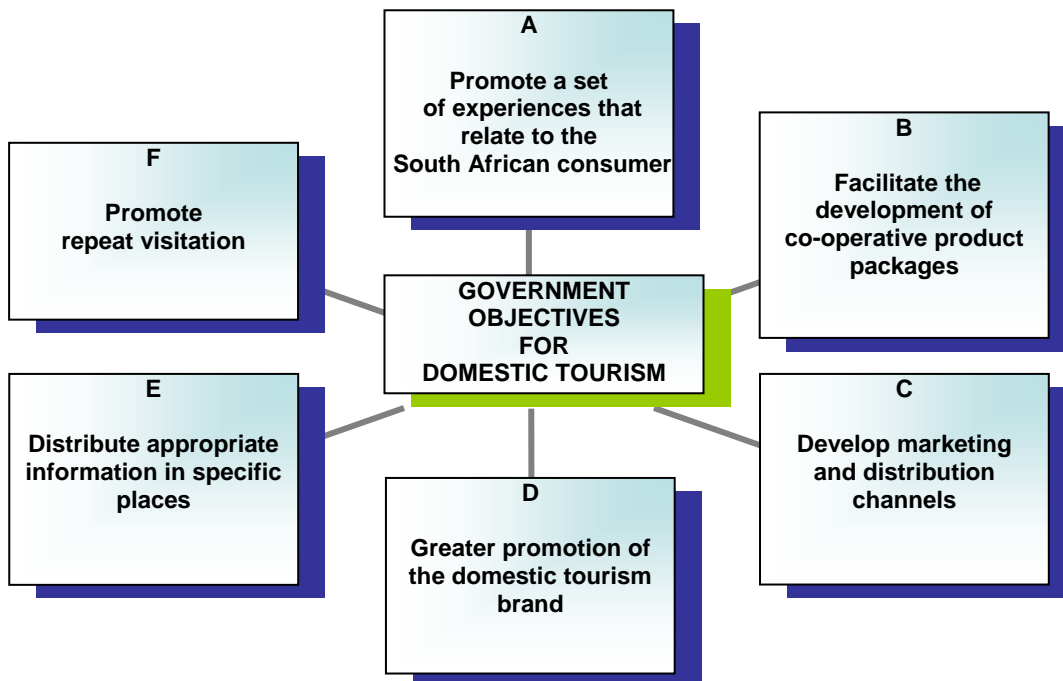 A
Promote a set
of experiences that
relate to the
South African consumer
B
Facilitate the
development of
co-operative product
packages
F
Promote
repeat visitation
GOVERNMENT
OBJECTIVES
FOR
DOMESTIC TOURISM
E
Distribute appropriate
information in specific
places
C
Develop marketing
and distribution
channels
D
Greater promotion of
the domestic tourism
brand